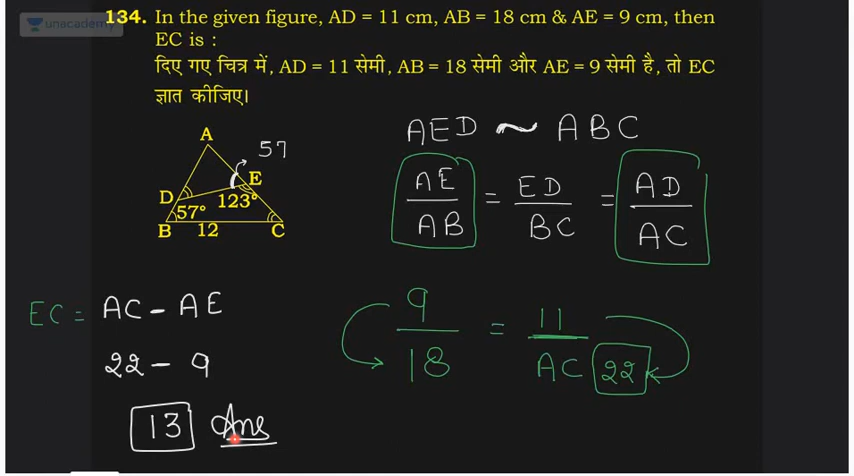 unacademy
134. In the given figure, AD = 11 cm, AB = 18 cm & AE = 9 cm, then
EC is :
दिए गए चित्र में, AD = 11 सेमी, AB = 18 सेमी और AE = 9 सेमी है, तो EC
ज्ञात कीजिए।
A
57
E
D
57° 123°
B 12 C
AED ~ ABC
AE/AB = ED/BC = AD/AC
EC = AC - AE
22 - 9
13 Ans
9/18 = 11/AC 22